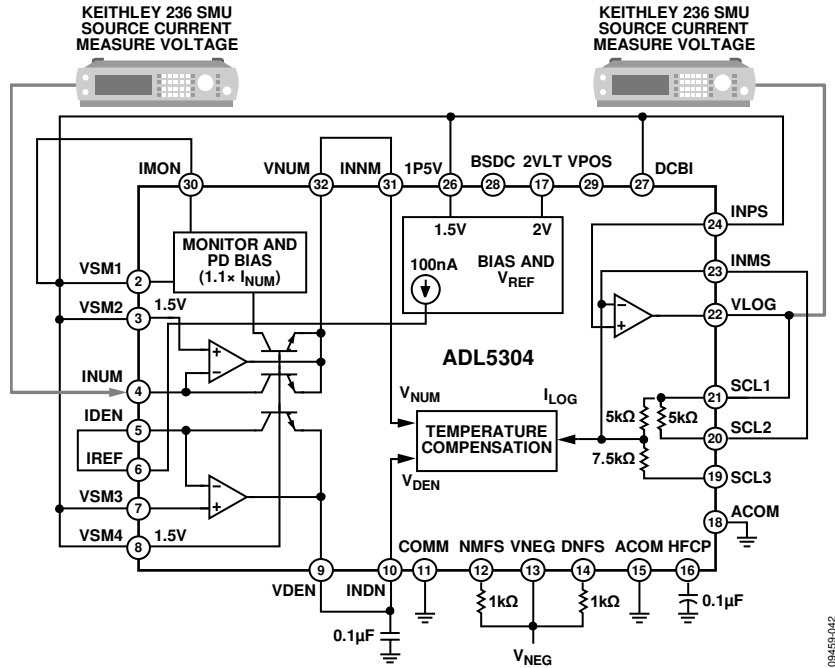 KEITHLEY 236 SMU
SOURCE CURRENT
MEASURE VOLTAGE
KEITHLEY 236 SMU
SOURCE CURRENT
MEASURE VOLTAGE
IMON
VNUM
INNM
1P5V
BSDC
2VLT
VPOS
DCBI
30
32
31
26
28
17
29
27
INPS
24
1.5V
2V
MONITOR AND
PD BIAS
(1.1× INUM)
100nA
BIAS AND
VREF
INMS
23
VSM1
2
VSM2
1.5V
3
+
−
−
+
VLOG
22
ADL5304
INUM
4
VNUM
ILOG
SCL1
21
IDEN
5
5kΩ
5kΩ
TEMPERATURE
COMPENSATION
SCL2
20
IREF
6
7.5kΩ
VDEN
SCL3
19
VSM3
7
−
+
ACOM
18
VSM4
1.5V
8
COMM
NMFS
VNEG
DNFS
ACOM
HFCP
9
10
11
12
13
14
15
16
VDEN
INDN
1kΩ
1kΩ
0.1µF
0.1µF
VNEG
09459-042